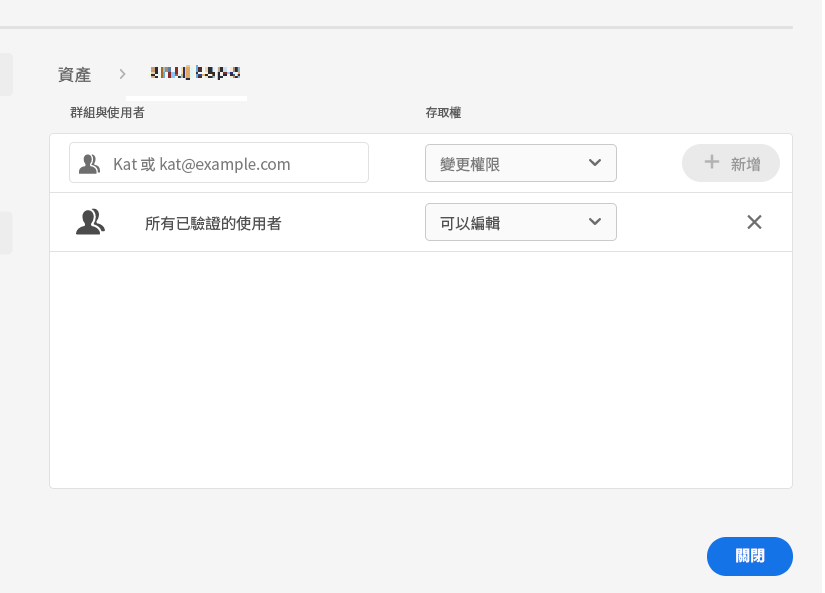 資產
群組與使用者 存取權
Kat 或 kat@example.com 變更權限 新增
所有已驗證的使用者 可以編輯
關閉